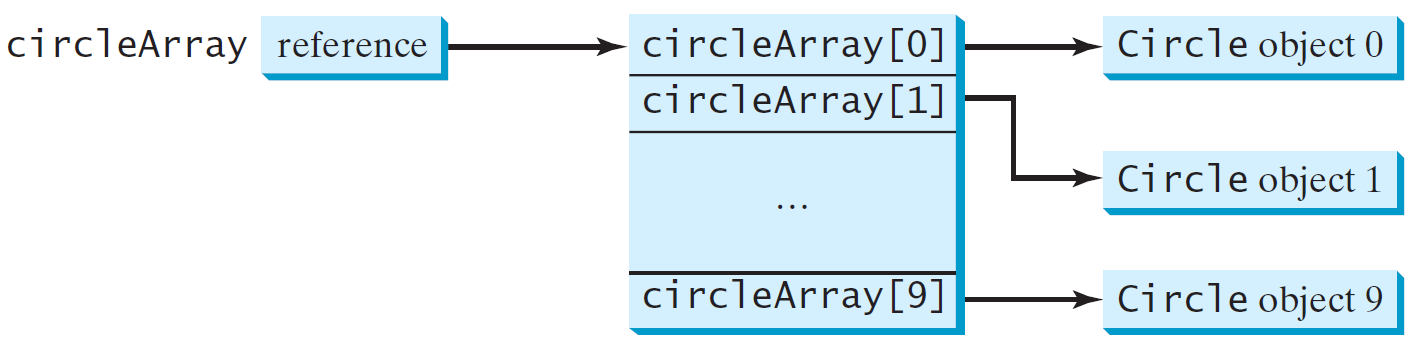 circleArray reference circleArray[0] Circle object 0
circleArray[1]
Circle object 1
...
circleArray[9] Circle object 9